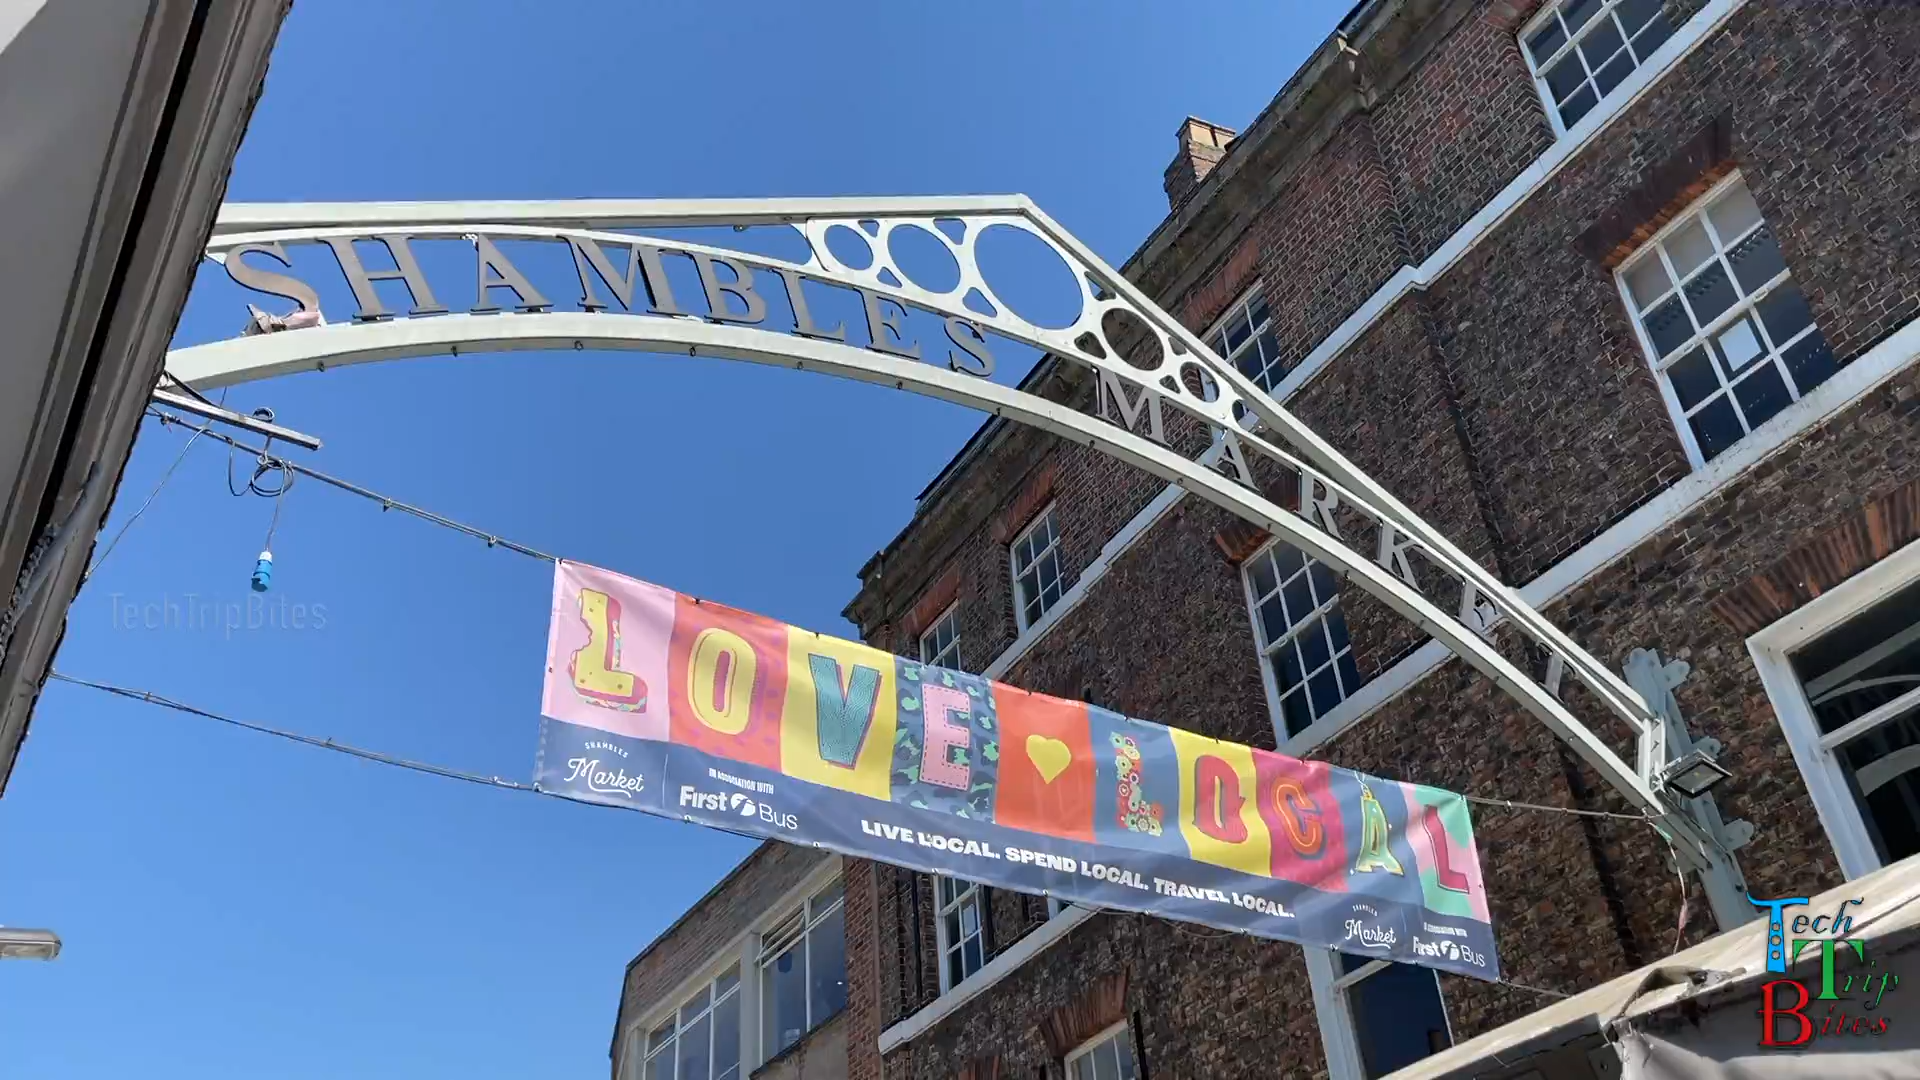 SHAMBLES MARKET
TechTripBites
LOVE LOCAL
SHAMBLES
Market
IN ASSOCIATION WITH
First Bus
LIVE LOCAL. SPEND LOCAL. TRAVEL LOCAL.
SHAMBLES
Market
IN ASSOCIATION WITH
First Bus
Tech
Trip
Bites